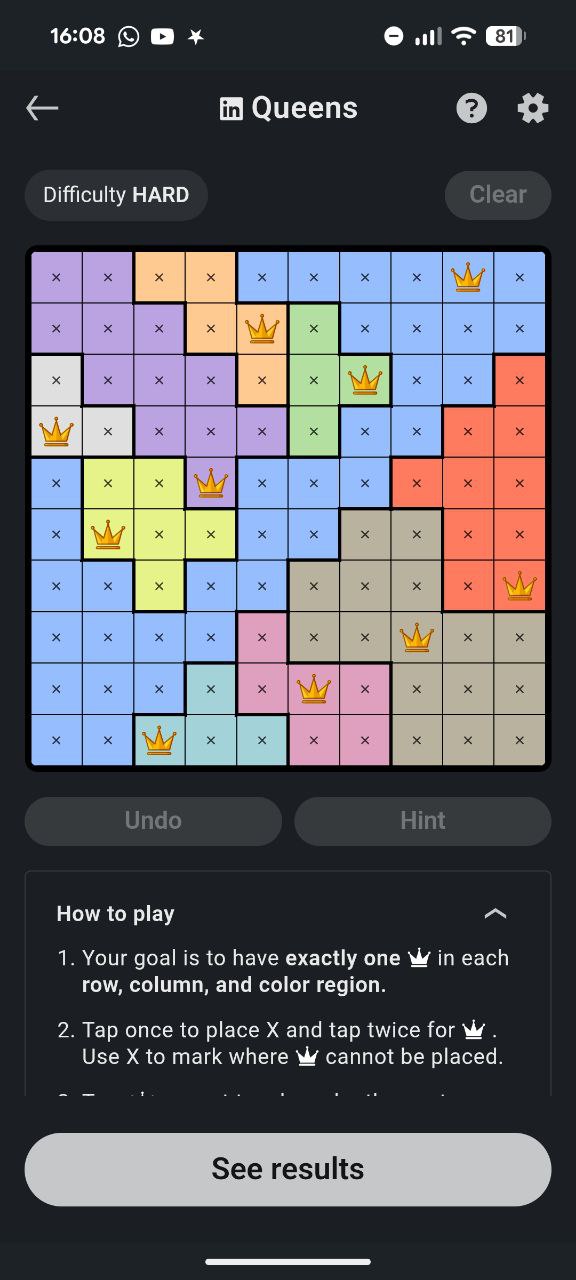 16:08
81
in Queens
?
Difficulty HARD
Clear
Undo
Hint
How to play
1. Your goal is to have exactly one in each
row, column, and color region.
2. Tap once to place X and tap twice for .
Use X to mark where cannot be placed.
See results